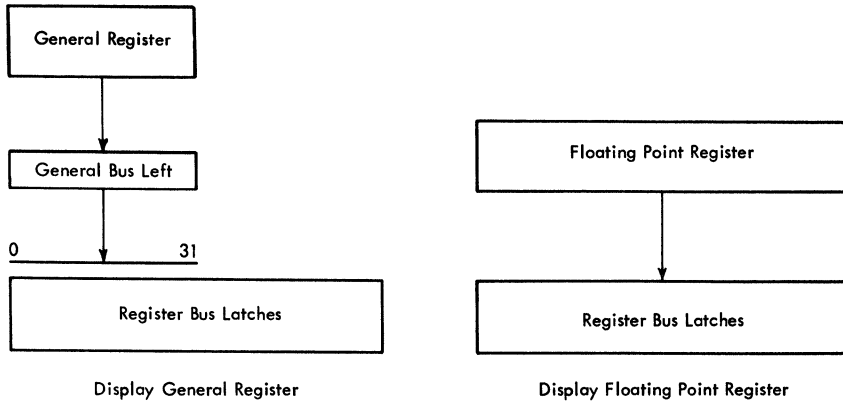 General Register
General Bus Left
0 31
Register Bus Latches
Display General Register
Floating Point Register
Register Bus Latches
Display Floating Point Register